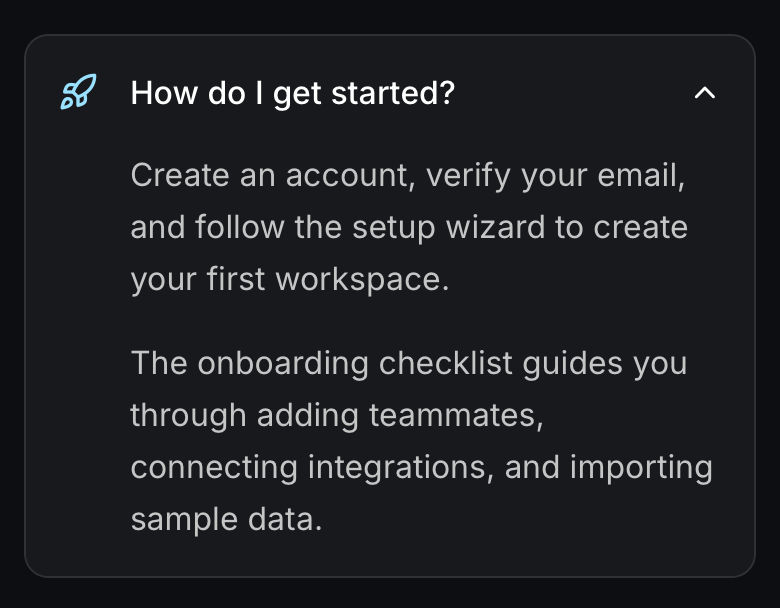 How do I get started?
Create an account, verify your email,
and follow the setup wizard to create
your first workspace.
The onboarding checklist guides you
through adding teammates,
connecting integrations, and importing
sample data.